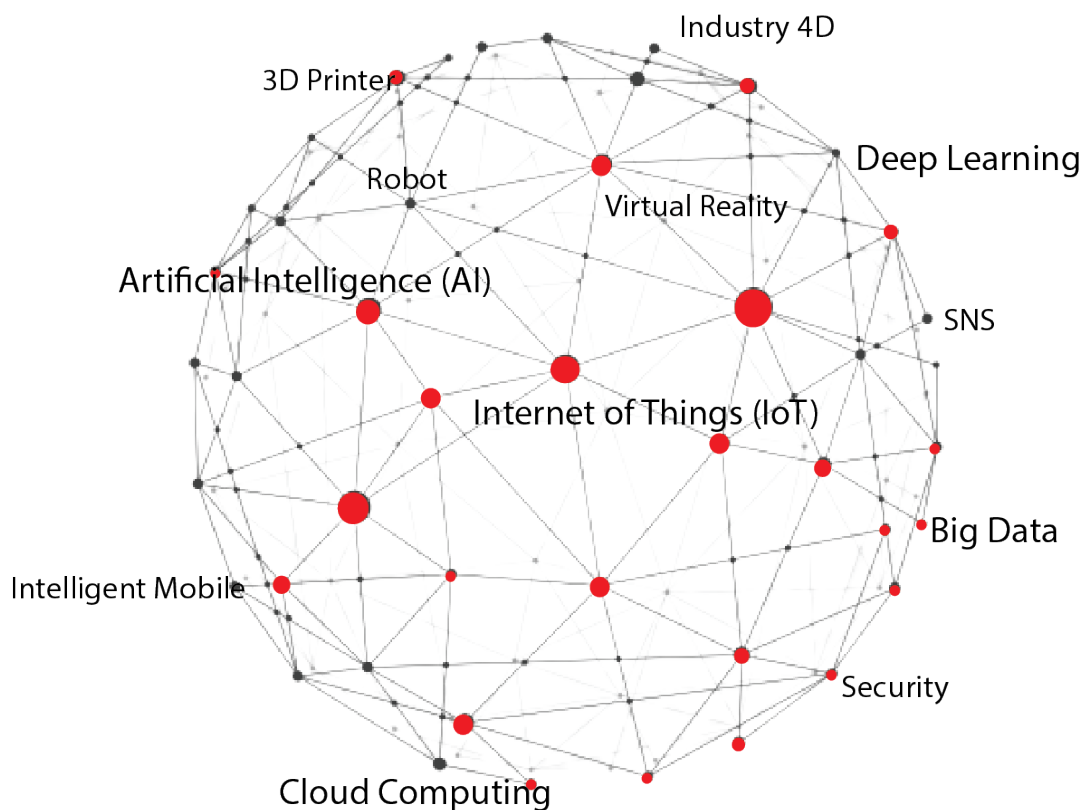 Industry 4D
3D Printer
Deep Learning
Robot
Virtual Reality
Artificial Intelligence (AI)
SNS
Internet of Things (IoT)
Big Data
Intelligent Mobile
Security
Cloud Computing